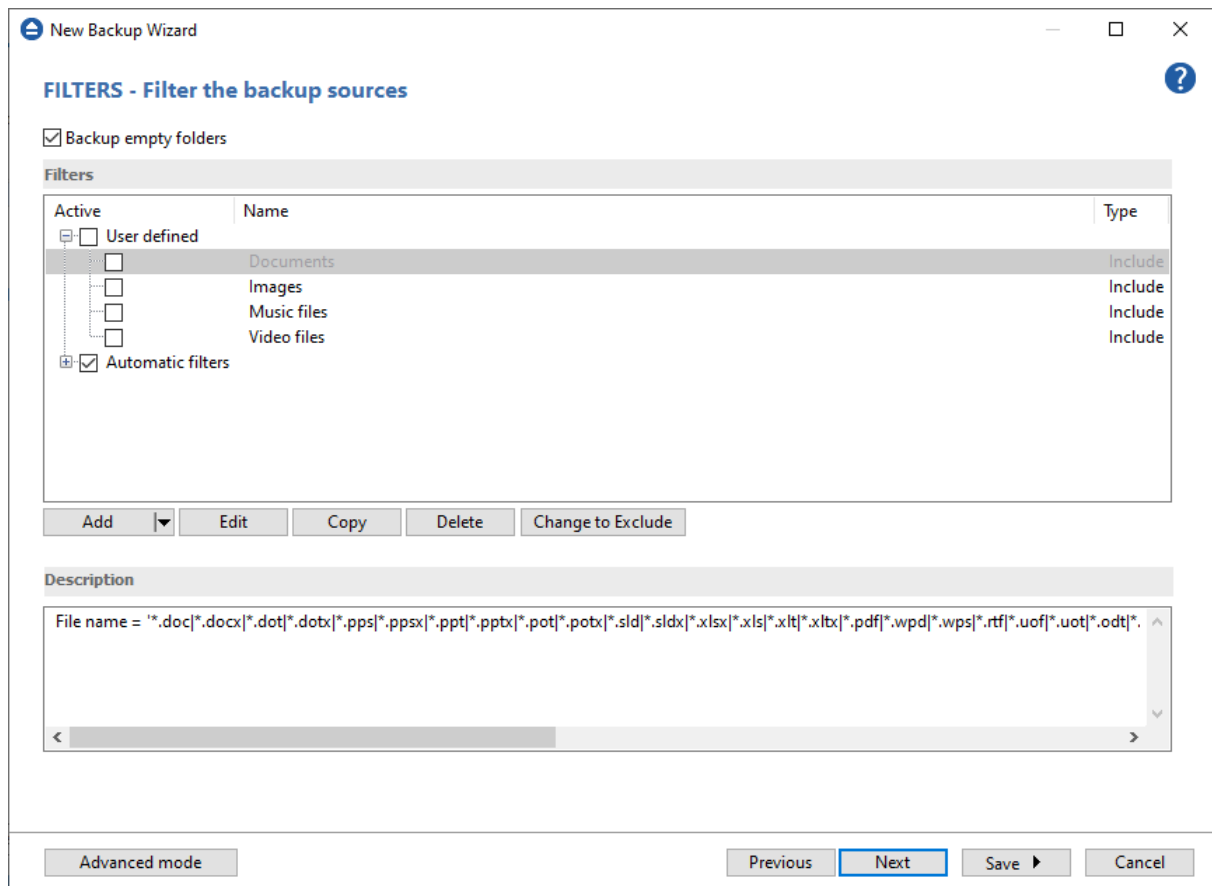 New Backup Wizard
FILTERS - Filter the backup sources
?
Backup empty folders
Filters
Active Name Type
User defined
Documents Include
Images Include
Music files Include
Video files Include
Automatic filters
Add Edit Copy Delete Change to Exclude
Description
File name = '*.doc|*.docx|*.dot|*.dotx|*.pps|*.ppsx|*.ppt|*.pptx|*.pot|*.potx|*.sld|*.sldx|*.xlsx|*.xls|*.xlt|*.xltx|*.pdf|*.wpd|*.wps|*.rtf|*.uof|*.uot|*.odt|*.
Advanced mode Previous Next Save Cancel